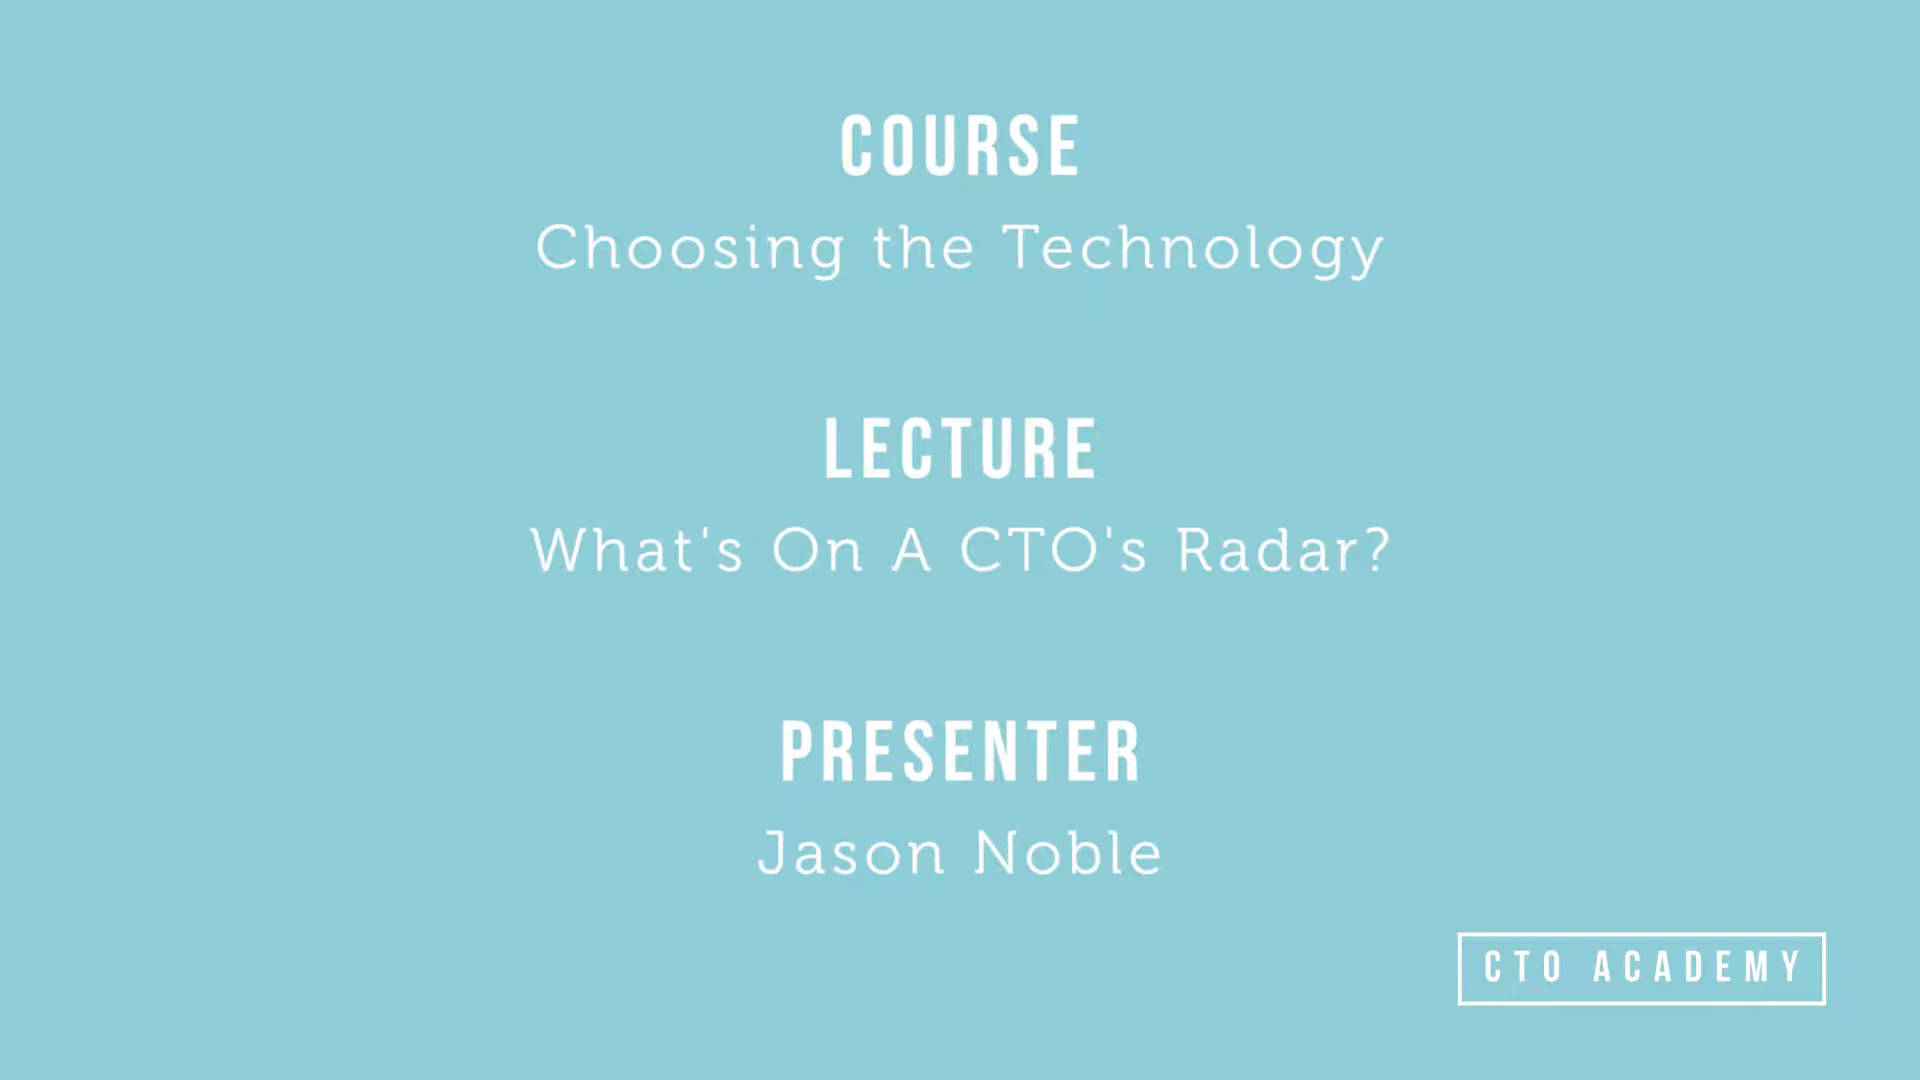 COURSE
Choosing the Technology
LECTURE
What's On A CTO's Radar?
PRESENTER
Jason Noble
CTO ACADEMY